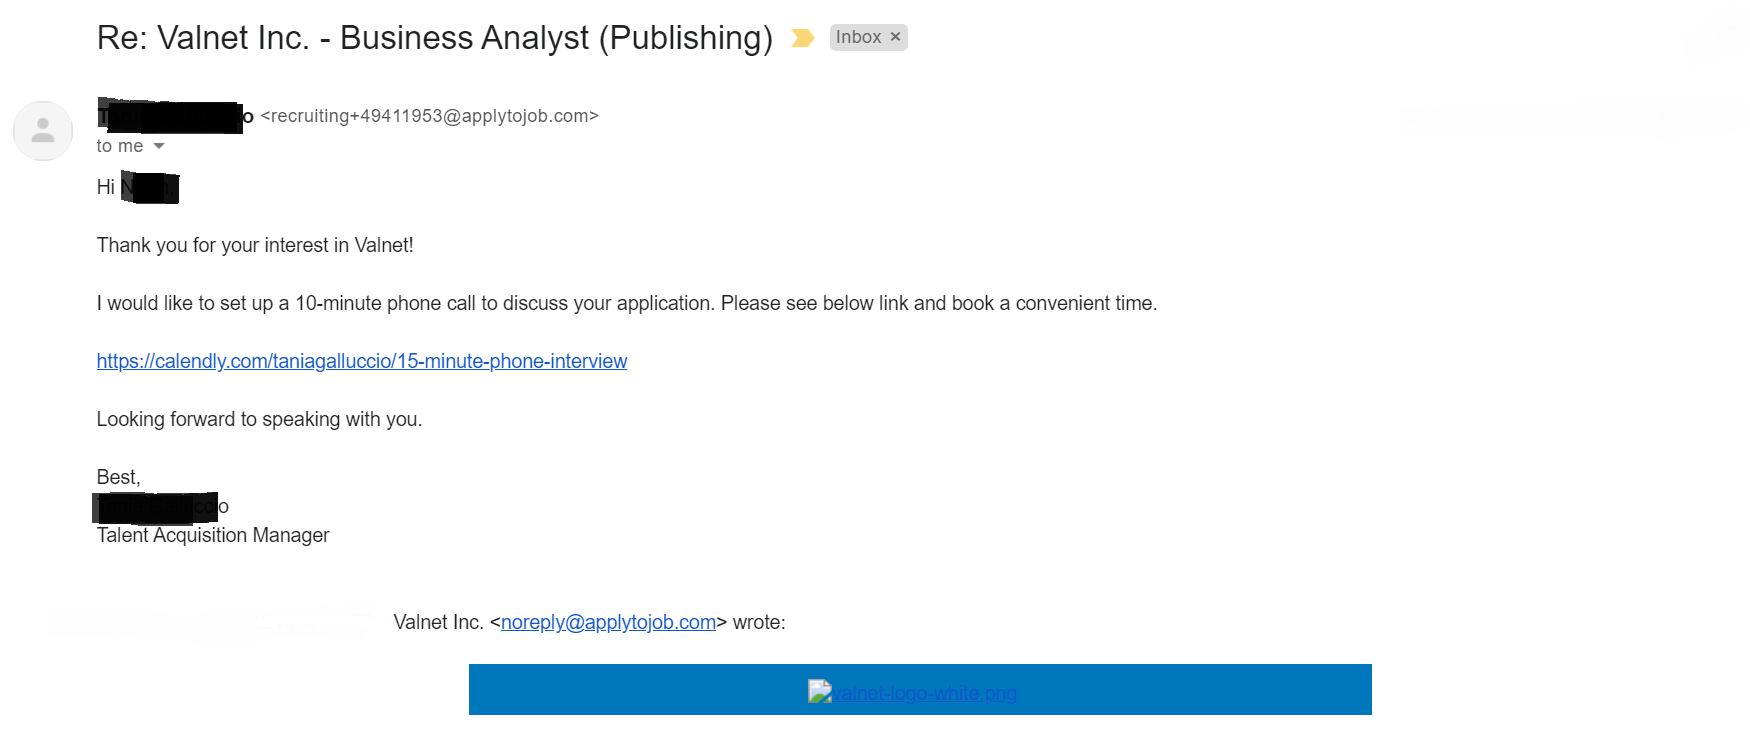 Re: Valnet Inc. - Business Analyst (Publishing) Inbox ×
<recruiting+49411953@applytojob.com>
to me
Hi
Thank you for your interest in Valnet!
I would like to set up a 10-minute phone call to discuss your application. Please see below link and book a convenient time.
https://calendly.com/taniagalluccio/15-minute-phone-interview
Looking forward to speaking with you.
Best,
Talent Acquisition Manager
Valnet Inc. <noreply@applytojob.com> wrote:
valnet-logo-white.png